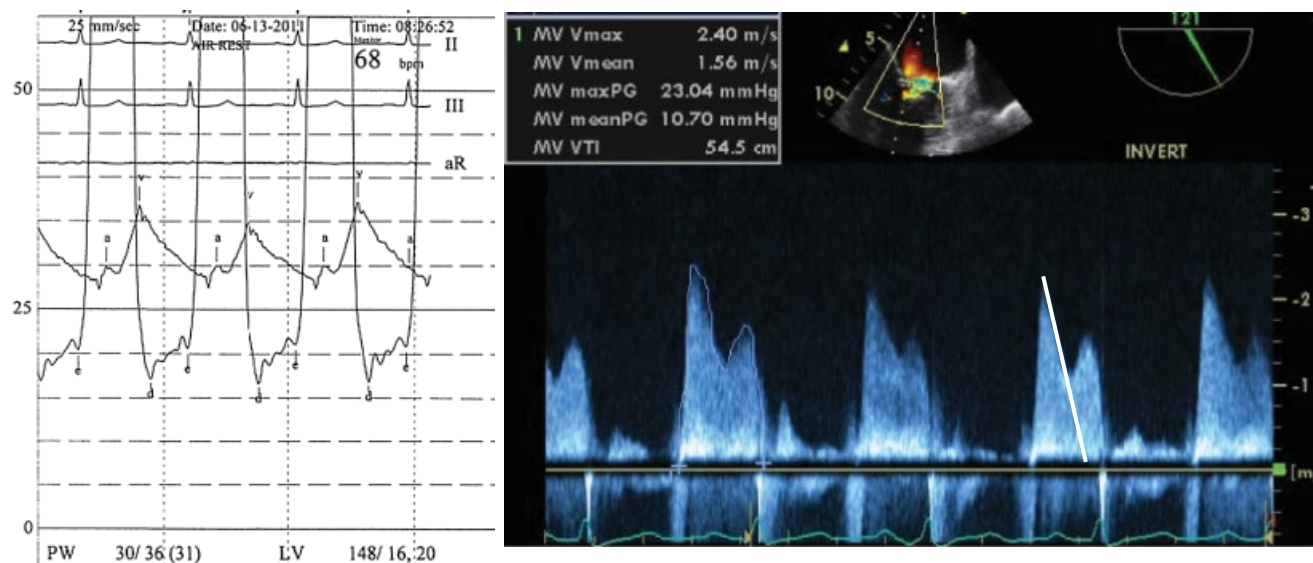 25 mm/sec Date: 06-13-2011 Time: 08:26:52
AIR REST
Monitor
68 bpm
II
50
III
aR
v
v
v
a
a
a
a
25
e
e
e
e
d
d
d
0
PW 30/ 36 (31) LV 148/ 16, 20
1 MV Vmax 2.40 m/s
MV Vmean 1.56 m/s
MV maxPG 23.04 mmHg
MV meanPG 10.70 mmHg
MV VTI 54.5 cm
5
10
121
INVERT
-3
-2
-1
[m